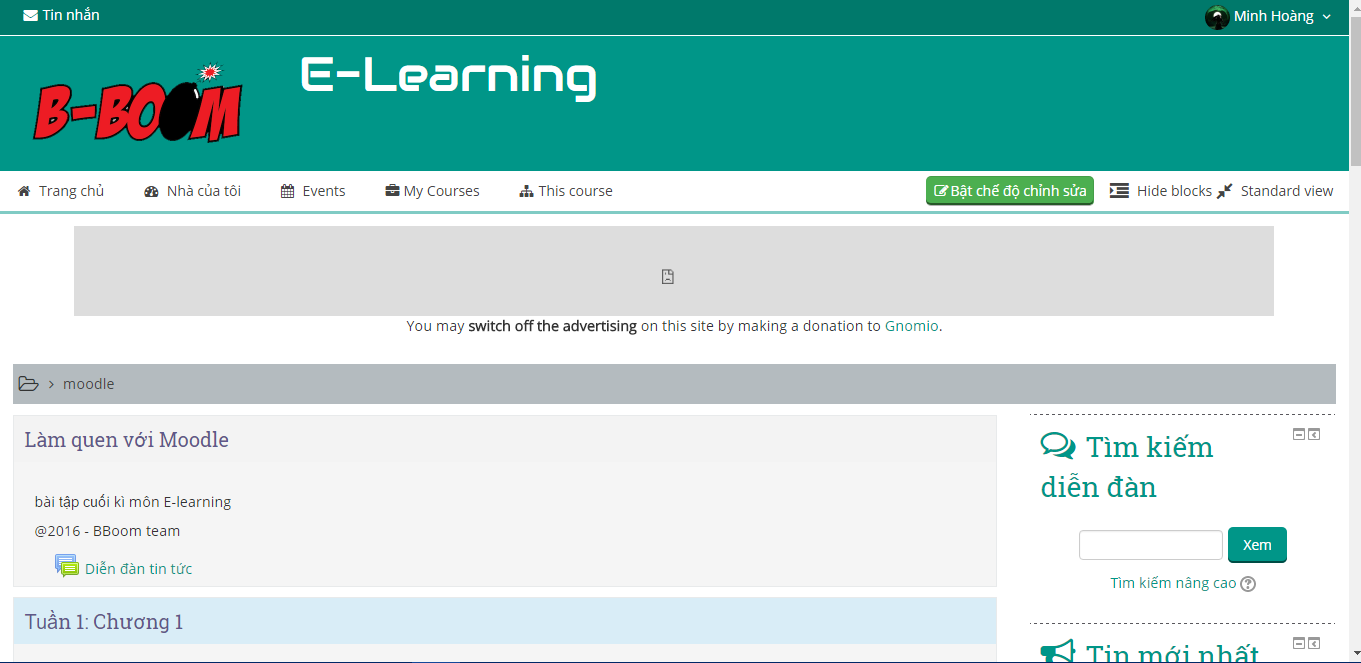 Tin nhắn
Minh Hoàng
B-BOOM
E-Learning
Trang chủ
Nhà của tôi
Events
My Courses
This course
Bật chế độ chỉnh sửa
Hide blocks
Standard view
You may switch off the advertising on this site by making a donation to Gnomio.
moodle
Làm quen với Moodle
bài tập cuối kì môn E-learning
@2016 - BBoom team
Diễn đàn tin tức
Tuần 1: Chương 1
Tìm kiếm
diễn đàn
Xem
Tìm kiếm nâng cao
Tin mới nhất